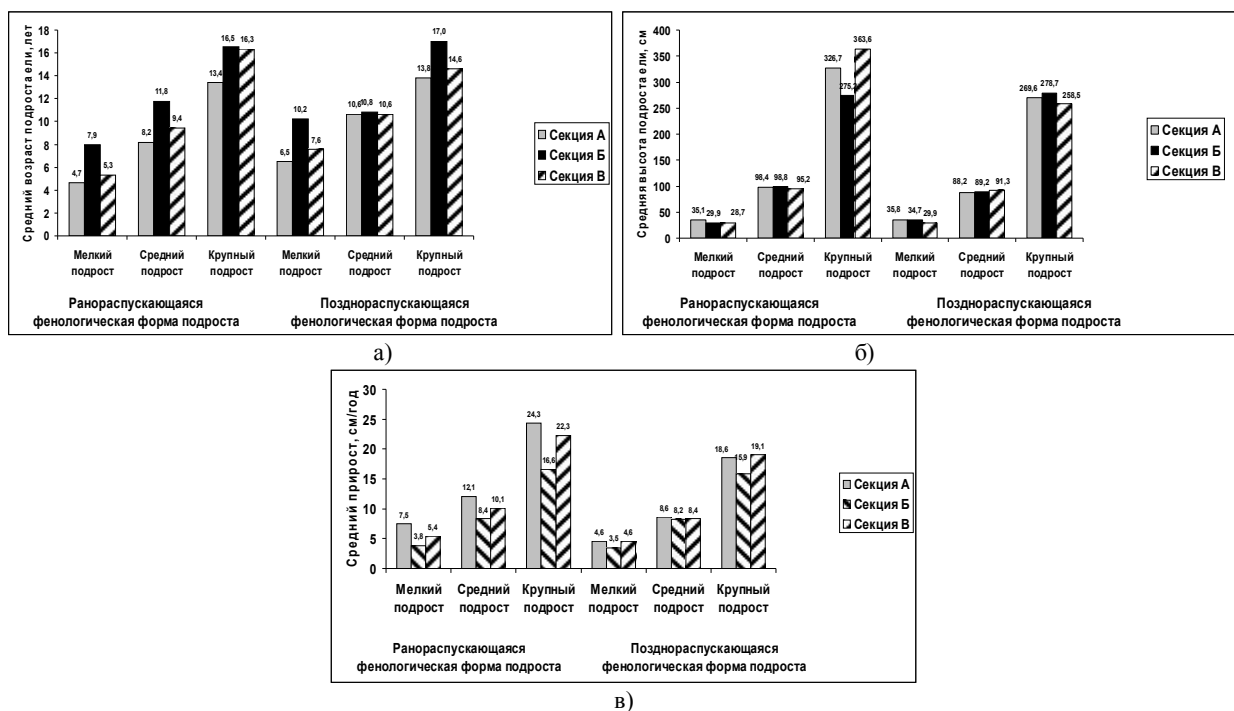 Средний возраст подроста ели, лет
20
18
16
14
12
10
8
6
4
2
0
4,7
7,9
5,3
8,2
11,8
9,4
13,4
16,5
16,3
6,5
10,2
7,6
10,6
10,8
10,6
13,8
17,0
14,6
Мелкий подрост
Средний подрост
Крупный подрост
Мелкий подрост
Средний подрост
Крупный подрост
Ранораспускающаяся
фенологическая форма подроста
Позднораспускающаяся
фенологическая форма подроста
Секция А
Секция Б
Секция В
а)
Средняя высота подроста ели, см
400
350
300
250
200
150
100
50
0
35,1
29,9
28,7
98,4
98,8
95,2
326,7
363,6
35,8
34,7
29,9
88,2
89,2
91,3
269,6
278,7
258,5
Мелкий подрост
Средний подрост
Крупный подрост
Мелкий подрост
Средний подрост
Крупный подрост
Ранораспускающаяся
фенологическая форма подроста
Позднораспускающаяся
фенологическая форма подроста
Секция А
Секция Б
Секция В
б)
Средний прирост, см/год
30
25
20
15
10
5
0
7,5
3,8
5,4
12,1
8,4
10,1
24,3
16,6
22,3
4,6
3,5
4,6
8,6
8,2
8,4
18,6
15,9
19,1
Мелкий подрост
Средний подрост
Крупный подрост
Мелкий подрост
Средний подрост
Крупный подрост
Ранораспускающаяся
фенологическая форма подроста
Позднораспускающаяся
фенологическая форма подроста
Секция А
Секция Б
Секция В
в)